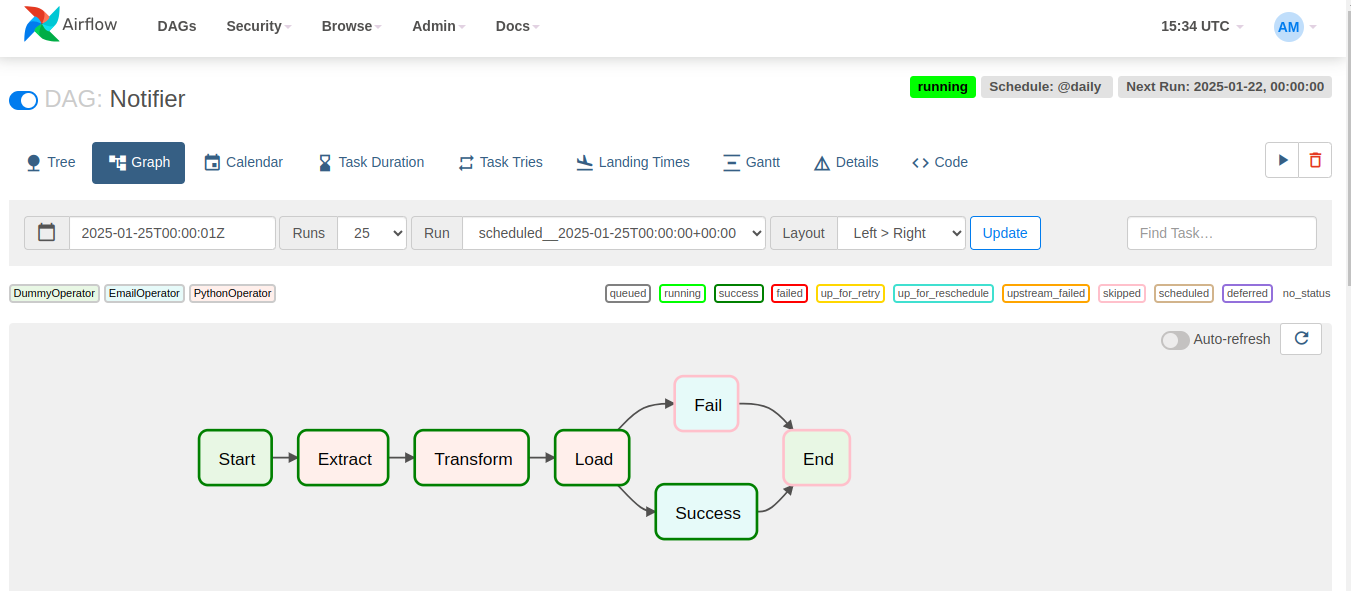 Airflow DAGs Security Browse Admin Docs 15:34 UTC AM
running Schedule: @daily Next Run: 2025-01-22, 00:00:00
DAG: Notifier
Tree Graph Calendar Task Duration Task Tries Landing Times Gantt Details Code
2025-01-25T00:00:01Z Runs 25 Run scheduled__2025-01-25T00:00:00+00:00 Layout Left > Right Update Find Task…
DummyOperator EmailOperator PythonOperator queued running success failed up_for_retry up_for_reschedule upstream_failed skipped scheduled deferred no_status
Auto-refresh
Fail
Start Extract Transform Load End
Success